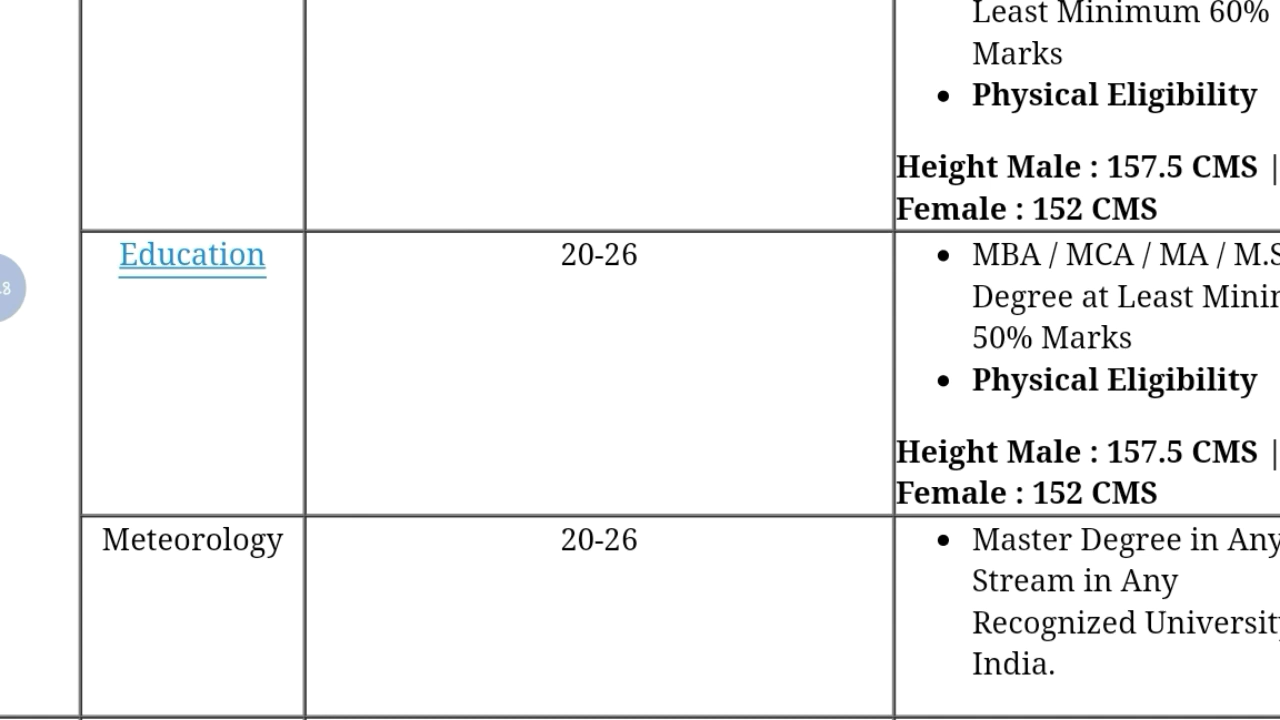 Least Minimum 60%
Marks
Physical Eligibility
Height Male : 157.5 CMS |
Female : 152 CMS
Education
20-26
MBA / MCA / MA / M.S
Degree at Least
50% Marks
Physical Eligibility
Height Male : 157.5 CMS |
Female : 152 CMS
Meteorology
20-26
Master Degree in Any
Stream in Any
Recognized
India.